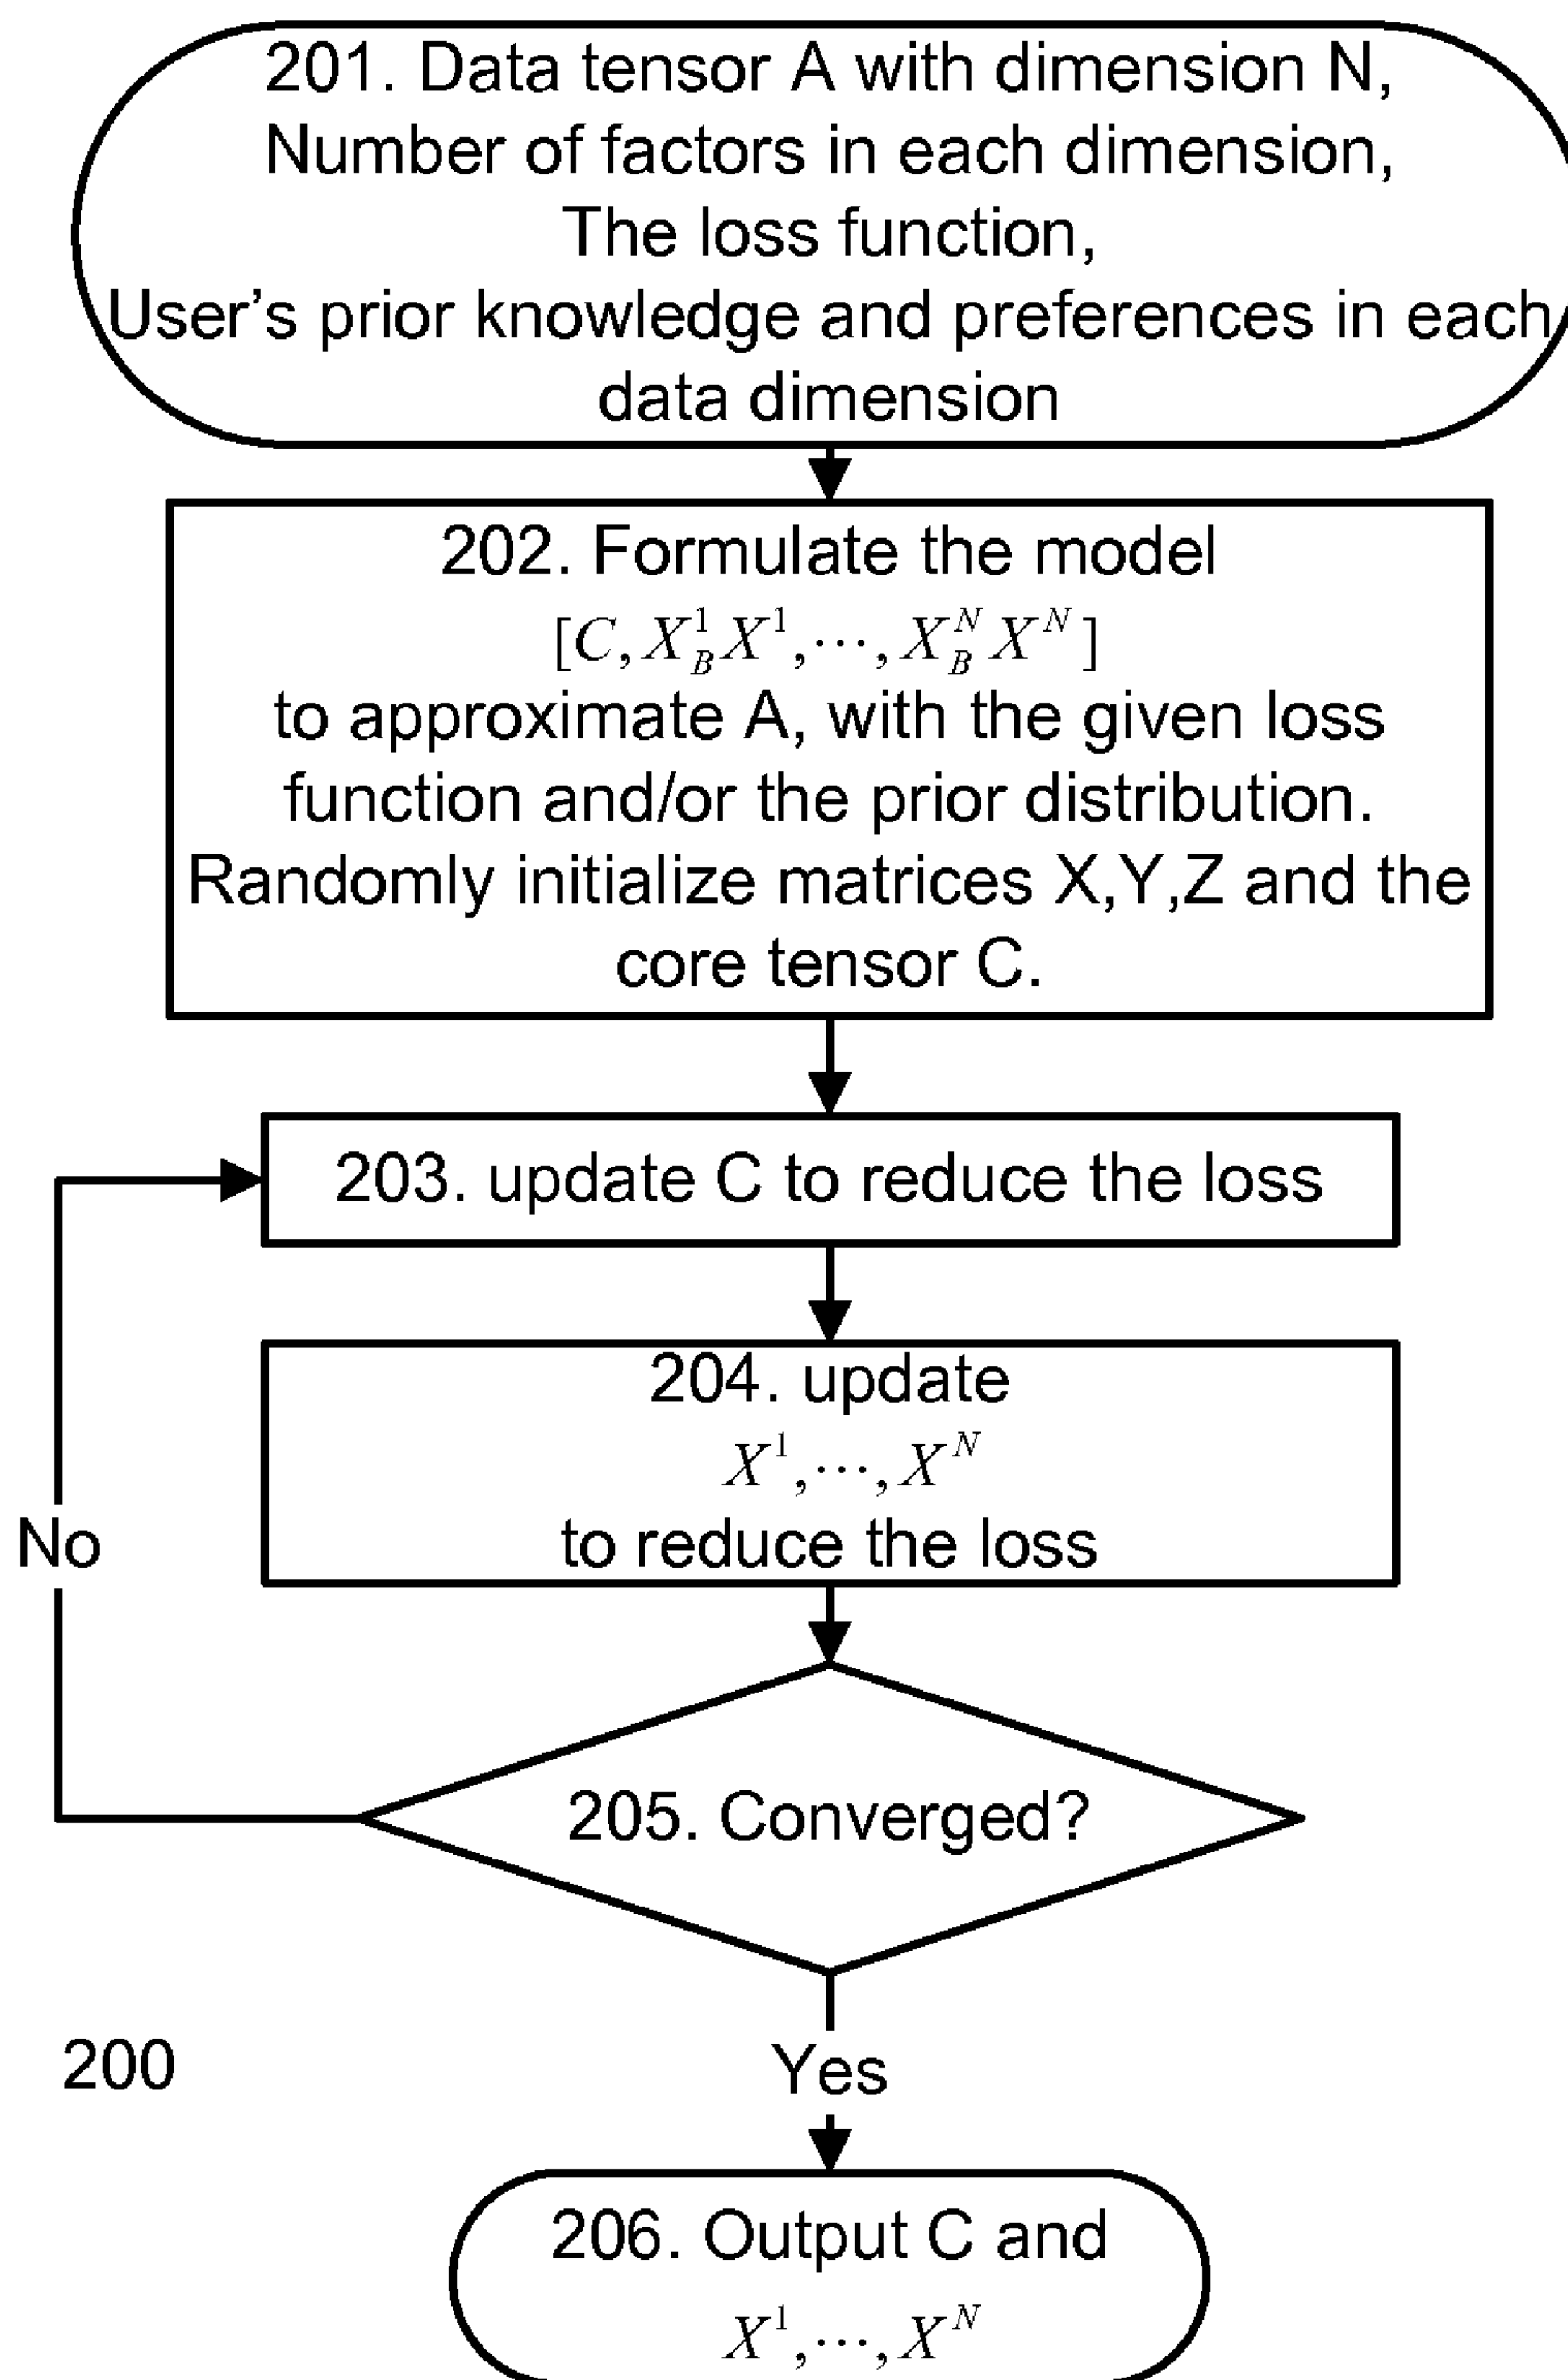 201. Data tensor A with dimension N,
Number of factors in each dimension,
The loss function,
User's prior knowledge and preferences in each
data dimension
202. Formulate the model
[C, X_B^1 X^1, ⋯, X_B^N X^N]
to approximate A, with the given loss
function and/or the prior distribution.
Randomly initialize matrices X,Y,Z and the
core tensor C.
203. update C to reduce the loss
204. update
X^1, ⋯, X^N
to reduce the loss
No
205. Converged?
200
Yes
206. Output C and
X^1, ⋯, X^N